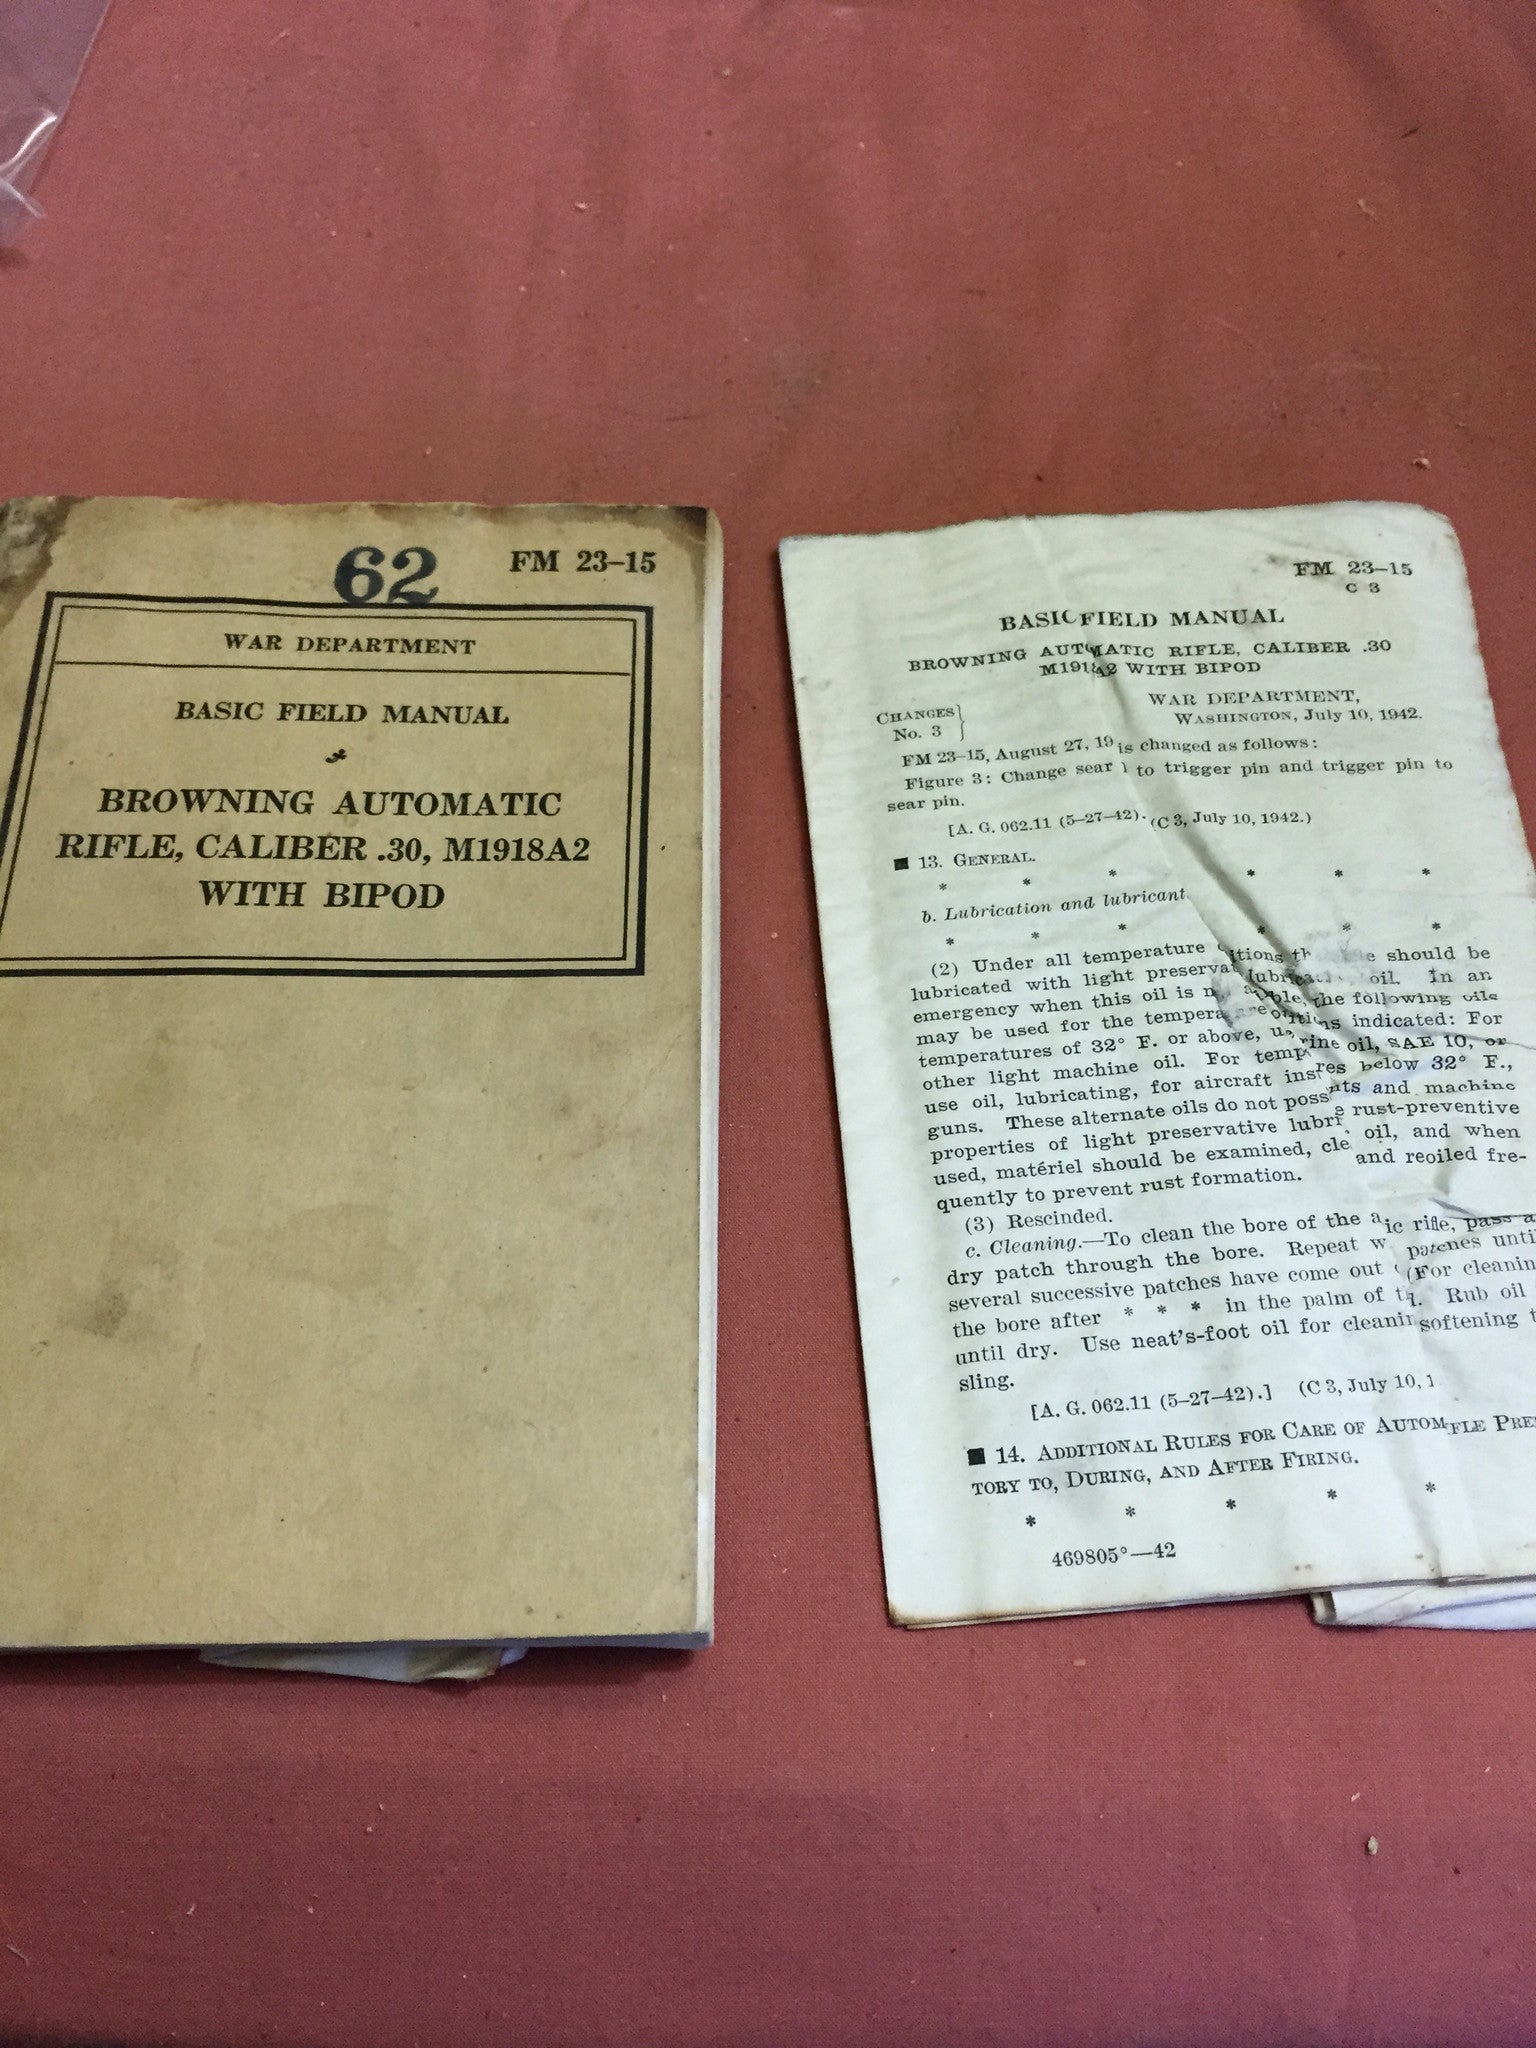 62
FM 23-15
WAR DEPARTMENT
BASIC FIELD MANUAL
BROWNING AUTOMATIC
RIFLE, CALIBER .30, M1918A2
WITH BIPOD
FM 23-15
C 3
BASIC FIELD MANUAL
BROWNING AUTOMATIC RIFLE, CALIBER .30
M1918A2 WITH BIPOD
CHANGES
No. 3
WAR DEPARTMENT,
WASHINGTON, July 10, 1942.
FM 23-15, August 27, 19 is changed as follows:
Figure 3: Change sear to trigger pin and trigger pin to
sear pin.
[A. G. 062.11 (5-27-42). (C 3, July 10, 1942.)
■ 13. GENERAL.
* * * * * *
b. Lubrication and lubricant
* * * * * *
(2) Under all temperature should be
lubricated with light oil. In an
emergency when this oil is the following oils
may be used for the indicated: For
temperatures of 32° F. or above, oil, SAE 10, or
other light machine oil. For below 32° F.,
use oil, lubricating, for aircraft and machine
guns. These alternate oils do not rust-preventive
properties of light preservative oil, and when
used, matériel should be examined, and reoiled fre-
quently to prevent rust formation.
(3) Rescinded.
c. Cleaning.—To clean the bore of the rifle, pass a
dry patch through the bore. Repeat patches until
several successive patches have come out (For
the bore after * * * in the palm of Rub oil
until dry. Use neat's-foot oil for softening
sling.
[A. G. 062.11 (5-27-42).] (C 3, July 10,
■ 14. ADDITIONAL RULES FOR CARE OF
TORY TO, DURING, AND AFTER FIRING.
* * * * *
469805°—42